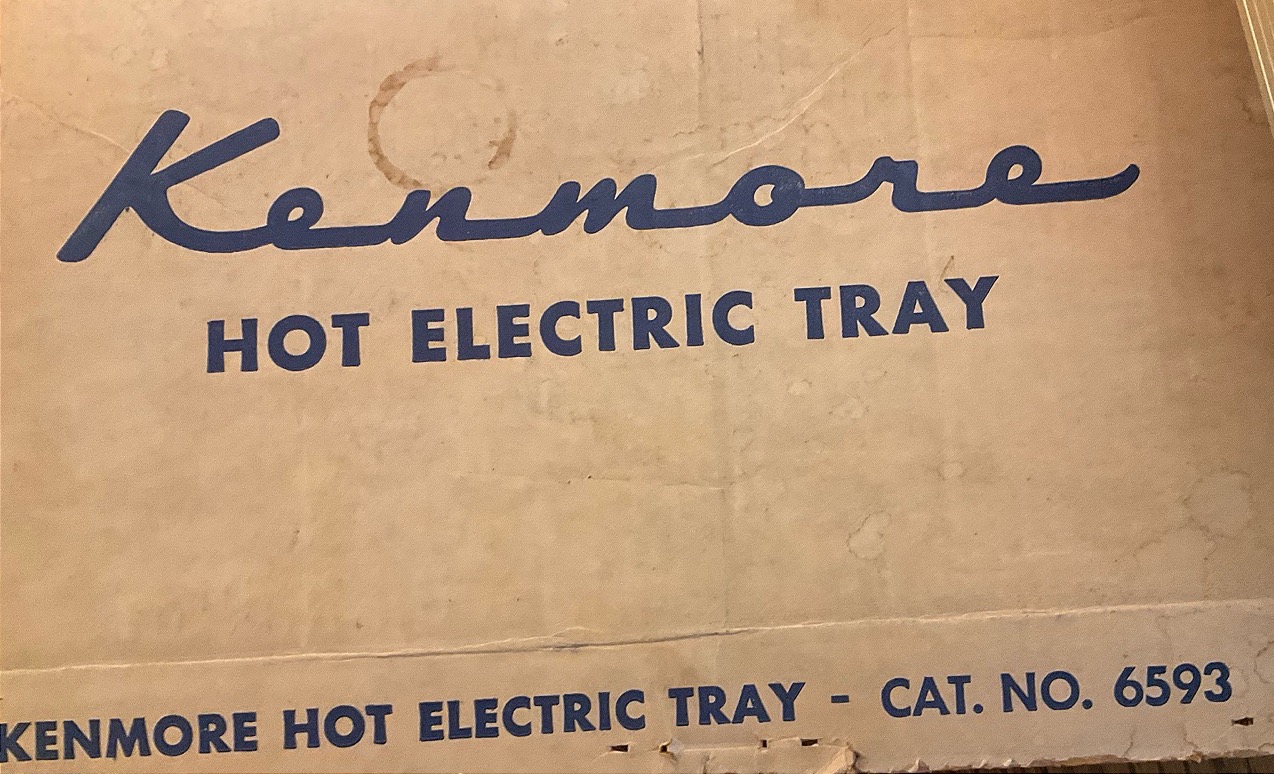 Kenmore
HOT ELECTRIC TRAY
KENMORE HOT ELECTRIC TRAY - CAT. NO. 6593